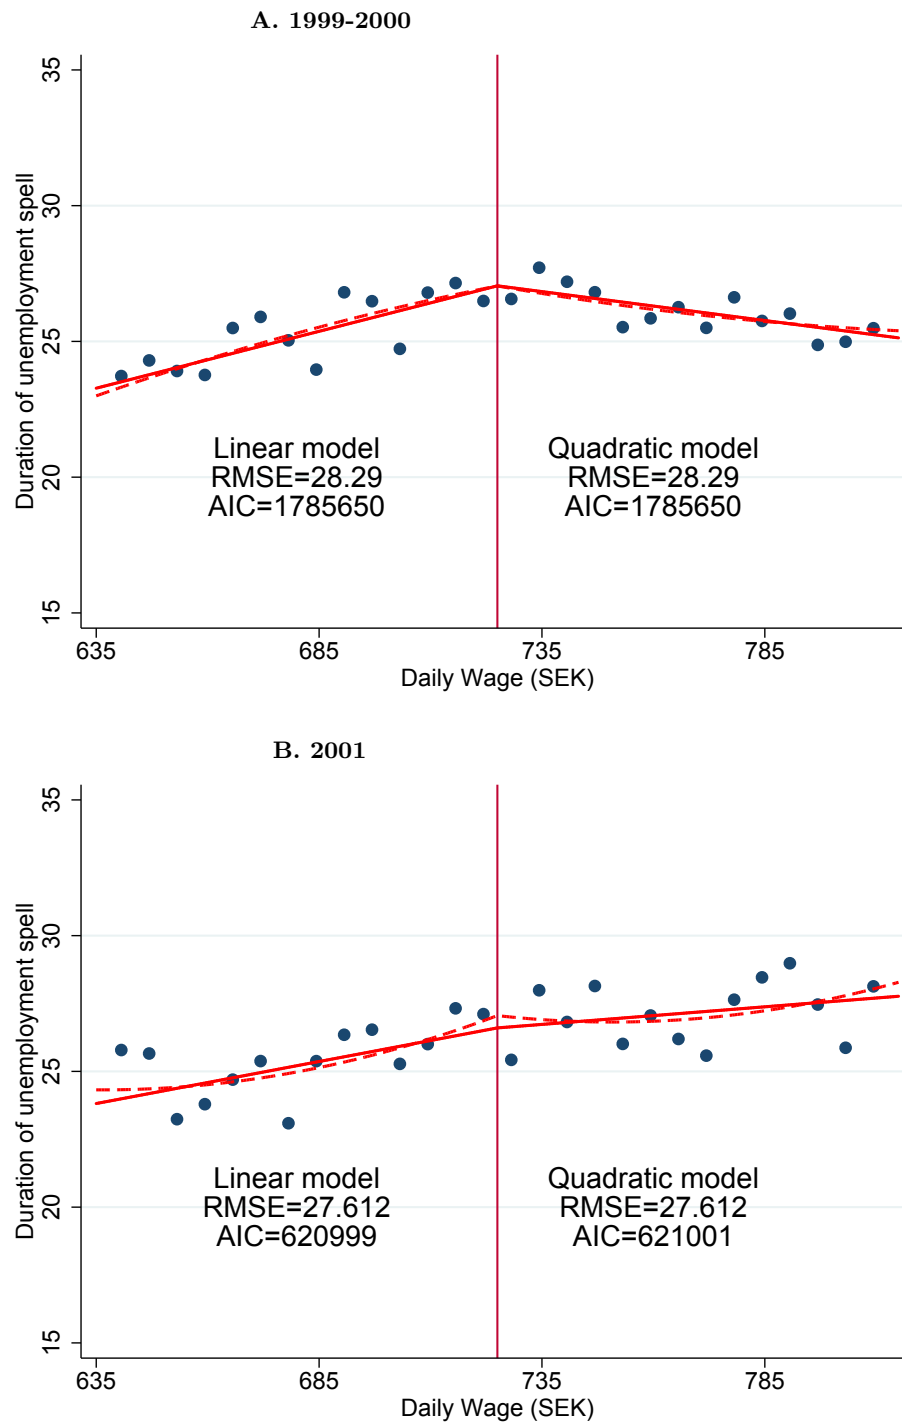 A. 1999-2000
Duration of unemployment spell
35
30
25
20
15
Linear model
RMSE=28.29
AIC=1785650
Quadratic model
RMSE=28.29
AIC=1785650
635
685
735
785
Daily Wage (SEK)
B. 2001
Duration of unemployment spell
35
30
25
20
15
Linear model
RMSE=27.612
AIC=620999
Quadratic model
RMSE=27.612
AIC=621001
635
685
735
785
Daily Wage (SEK)